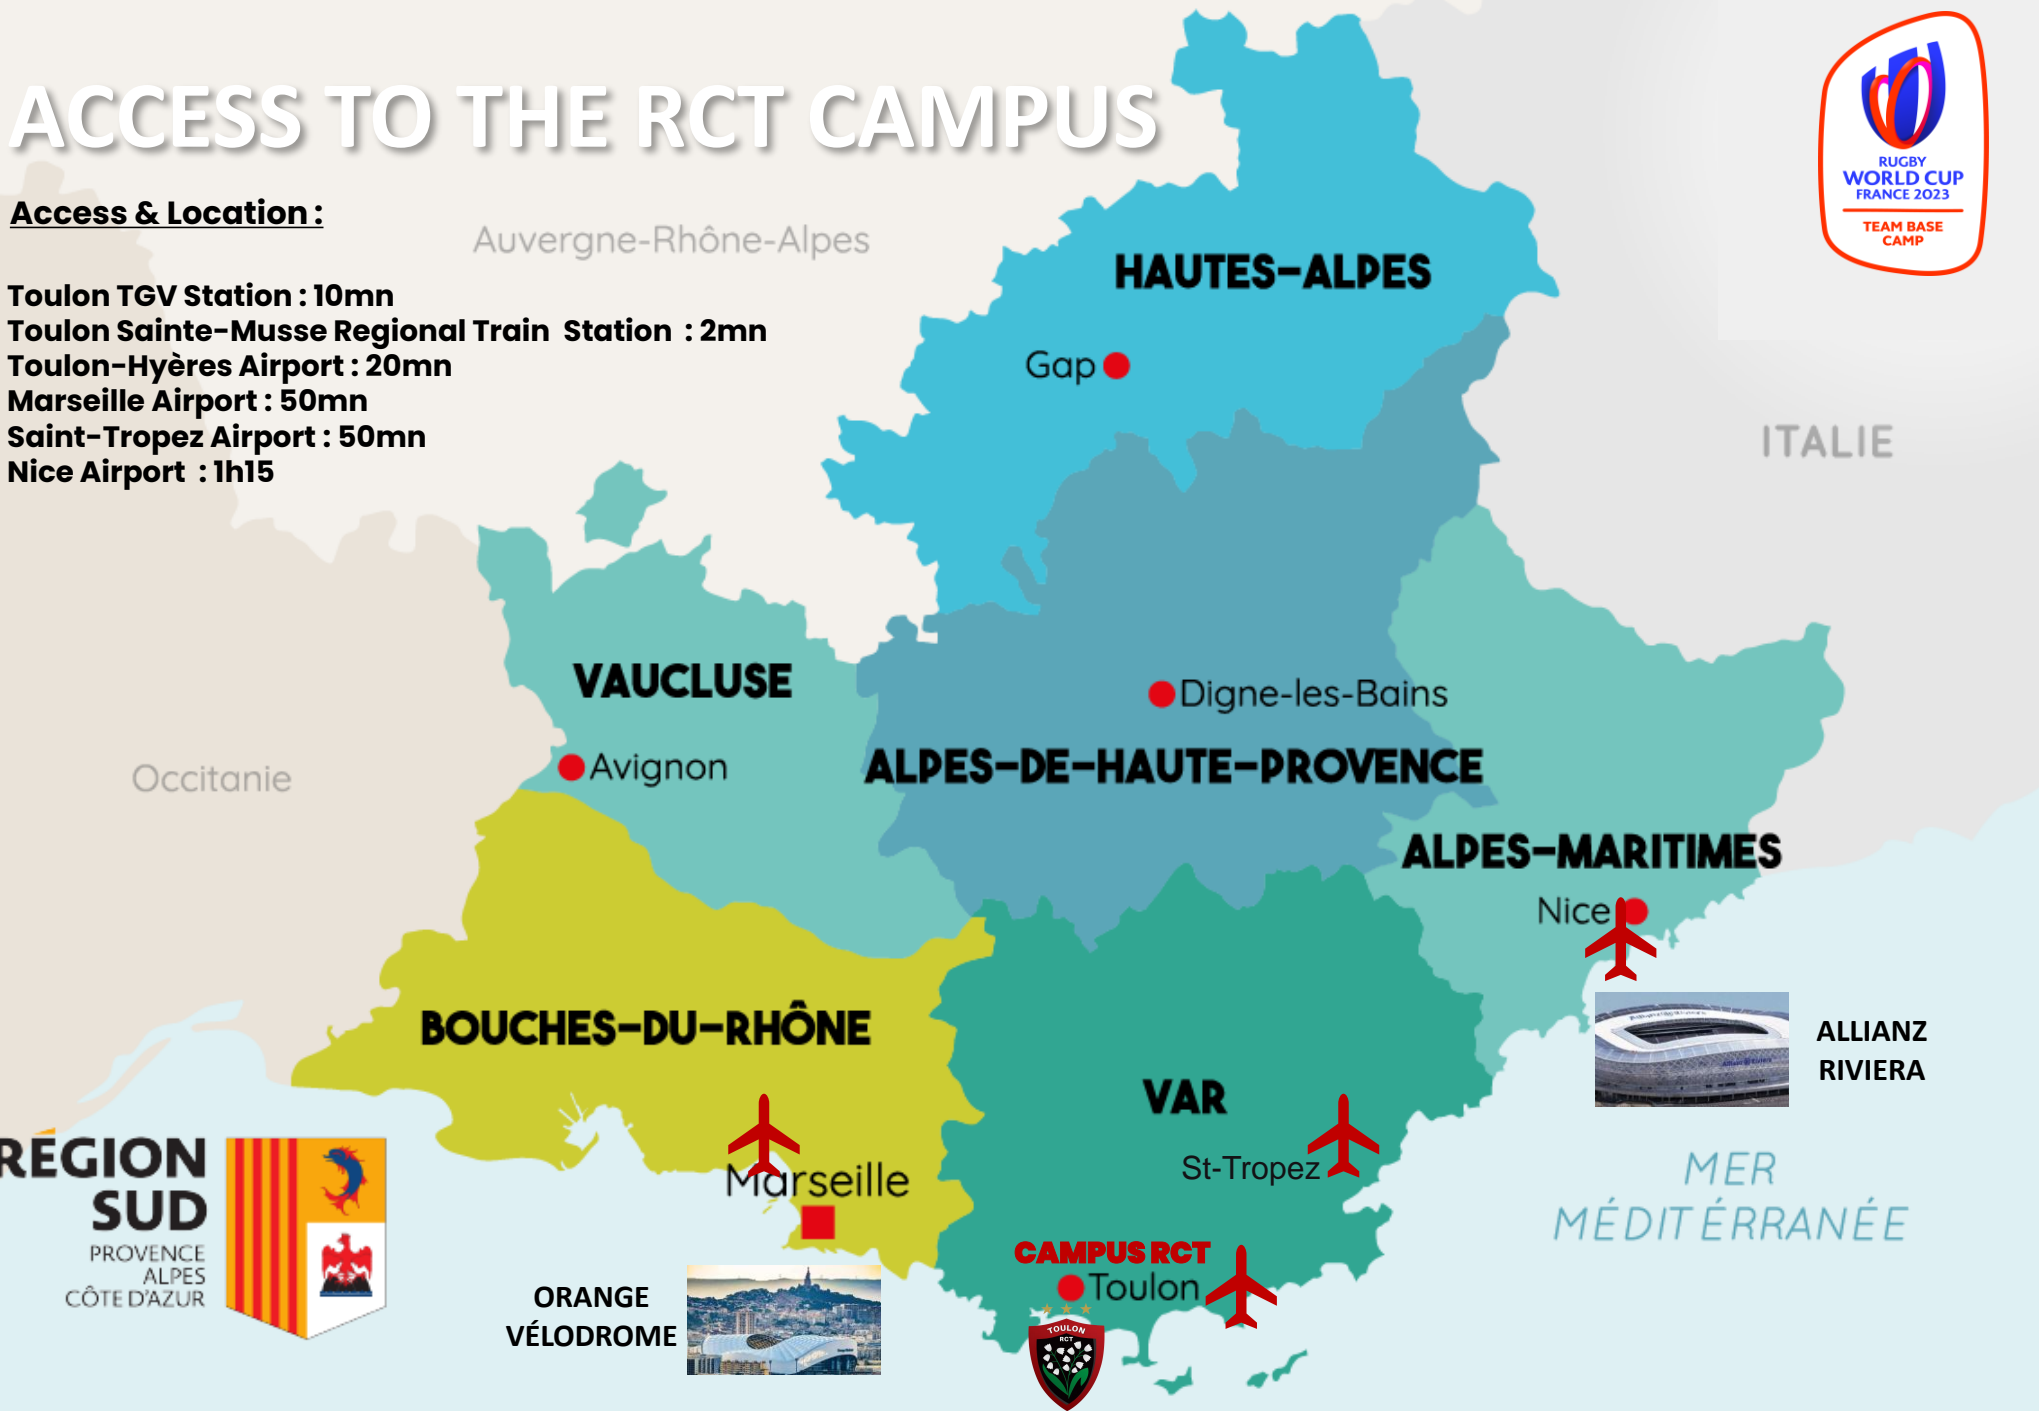 ACCESS TO THE RCT CAMPUS
RUGBY
WORLD CUP
FRANCE 2023
TEAM BASE
CAMP
Access & Location :
Toulon TGV Station : 10mn
Toulon Sainte-Musse Regional Train Station : 2mn
Toulon-Hyères Airport : 20mn
Marseille Airport : 50mn
Saint-Tropez Airport : 50mn
Nice Airport : 1h15
Auvergne-Rhône-Alpes
HAUTES-ALPES
Gap
ITALIE
VAUCLUSE
Digne-les-Bains
Avignon
ALPES-DE-HAUTE-PROVENCE
Occitanie
ALPES-MARITIMES
Nice
BOUCHES-DU-RHÔNE
ALLIANZ
RIVIERA
VAR
St-Tropez
Marseille
MER
MÉDITÉRRANÉE
RÉGION
SUD
PROVENCE
ALPES
CÔTE D'AZUR
CAMPUS RCT
Toulon
ORANGE
VÉLODROME
TOULON
RCT